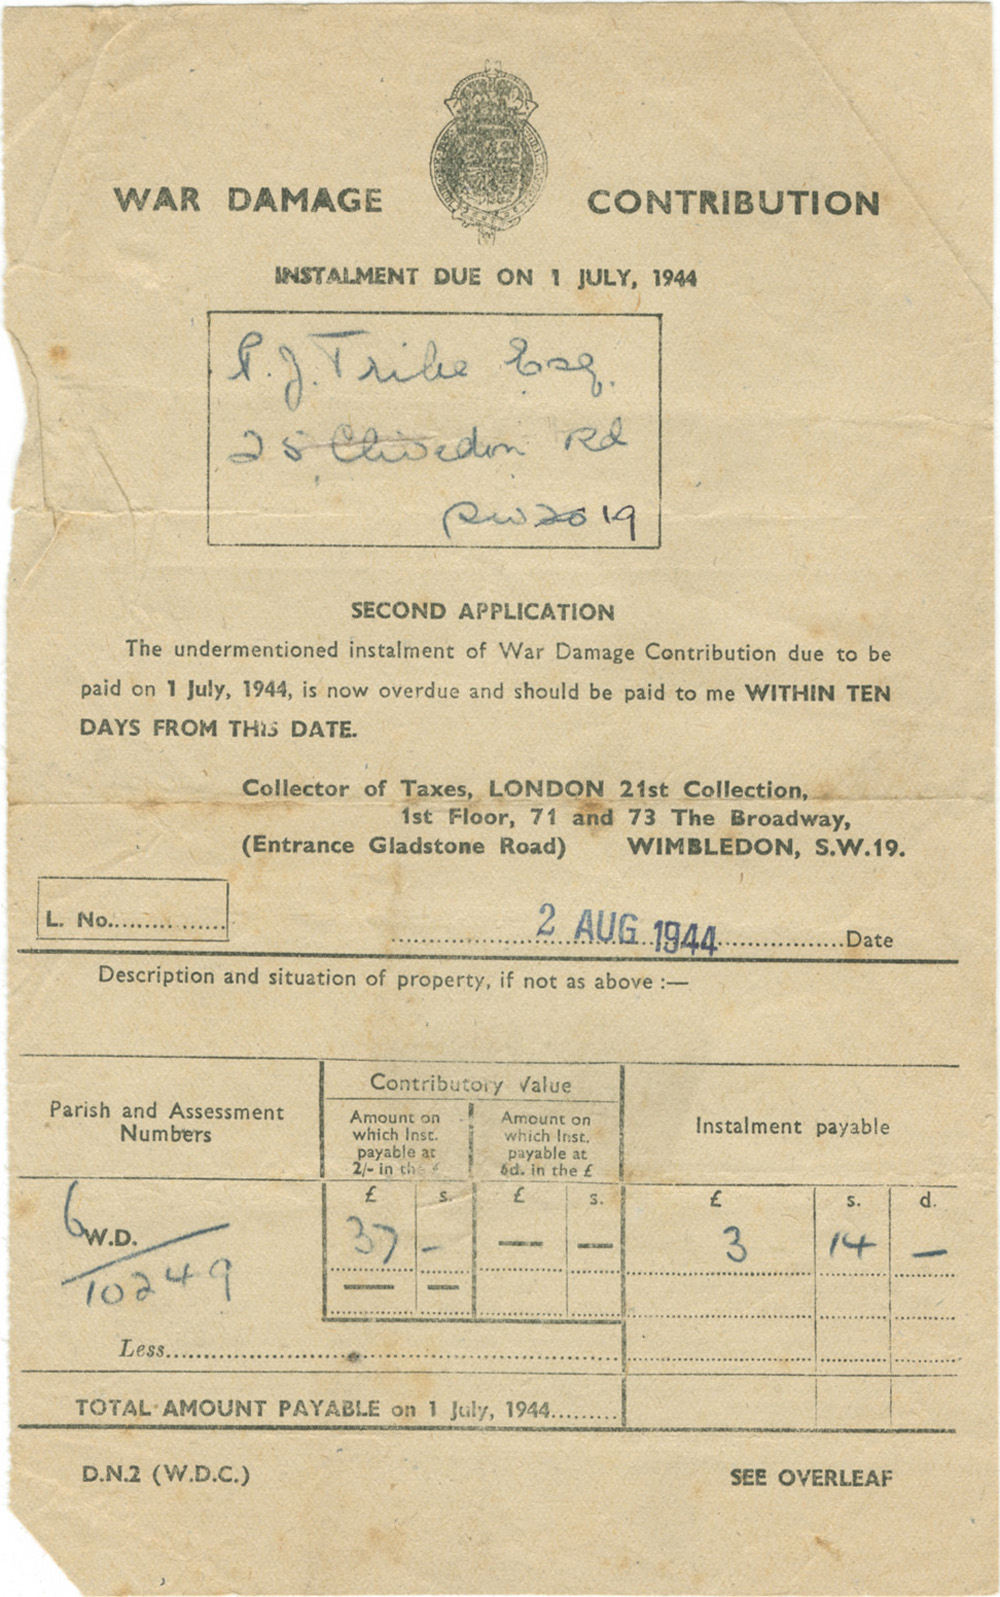 WAR DAMAGE CONTRIBUTION
INSTALMENT DUE ON 1 JULY, 1944
P. J. Tribe Esq.
25 Clivedon Rd
SW 20 19
SECOND APPLICATION
The undermentioned instalment of War Damage Contribution due to be
paid on 1 July, 1944, is now overdue and should be paid to me WITHIN TEN
DAYS FROM THIS DATE.
Collector of Taxes, LONDON 21st Collection,
1st Floor, 71 and 73 The Broadway,
(Entrance Gladstone Road) WIMBLEDON, S.W.19.
L. No...................
2 AUG 1944 Date
Description and situation of property, if not as above :—
Parish and Assessment
Numbers
Contributory Value
Amount on
which Inst.
payable at
2/- in the £
Amount on
which Inst.
payable at
6d. in the £
Instalment payable
£ s. £ s. £ s. d.
6 W.D. / 10249
37 – — — 3 14 —
— —
Less
TOTAL AMOUNT PAYABLE on 1 July, 1944.........
D.N.2 (W.D.C.) SEE OVERLEAF